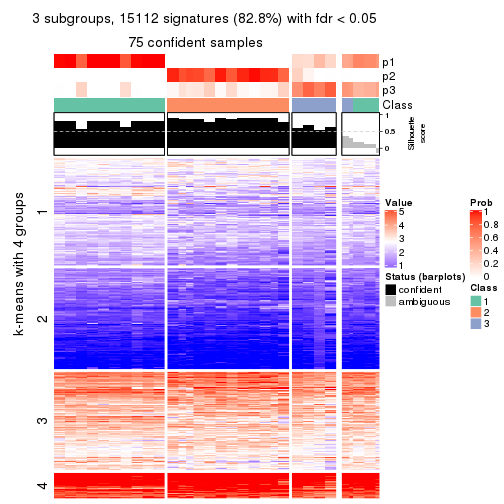 3 subgroups, 15112 signatures (82.8%) with fdr < 0.05
75 confident samples
p1
p2
p3
Class
1
0.5
0
Silhouette
score
k-means with 4 groups
1
2
3
4
Value
5
4
3
2
1
Status (barplots)
confident
ambiguous
Prob
1
0.8
0.6
0.4
0.2
0
Class
1
2
3